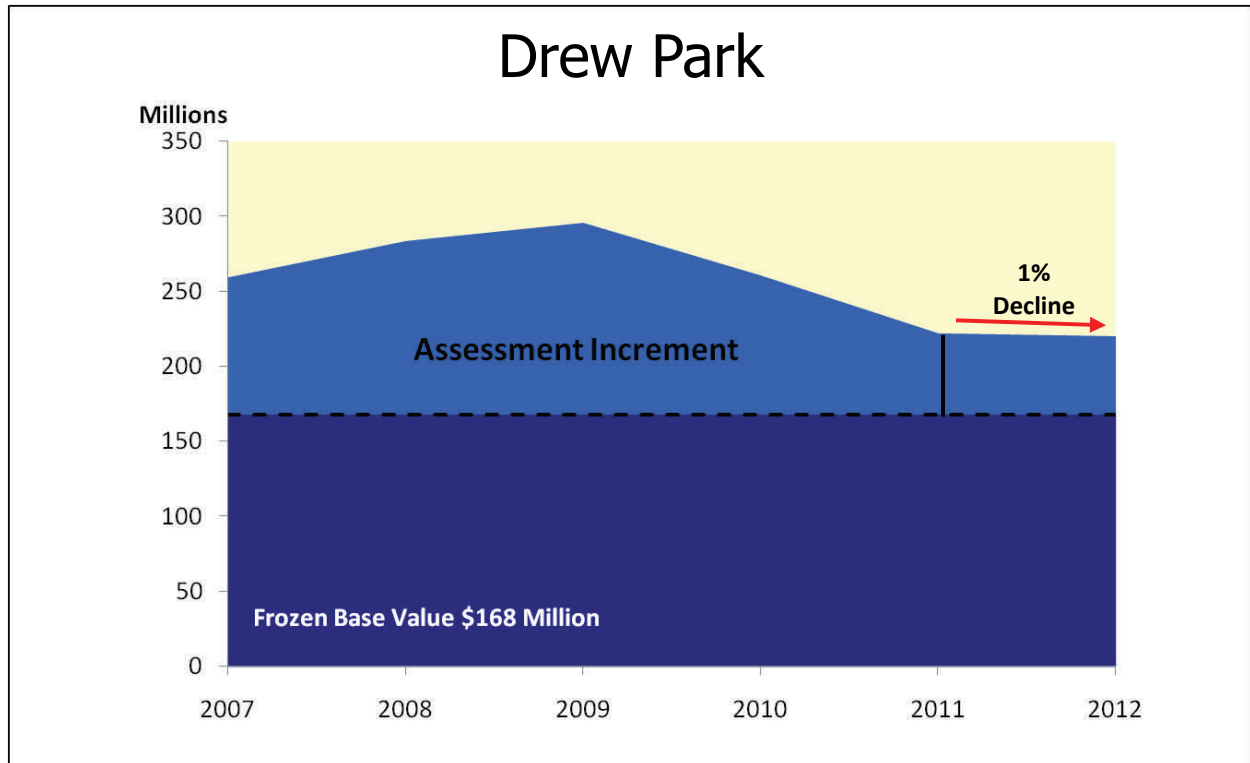 Drew Park
Millions
350
300
250
200
150
100
50
0
1%
Decline
Assessment Increment
Frozen Base Value $168 Million
2007 2008 2009 2010 2011 2012